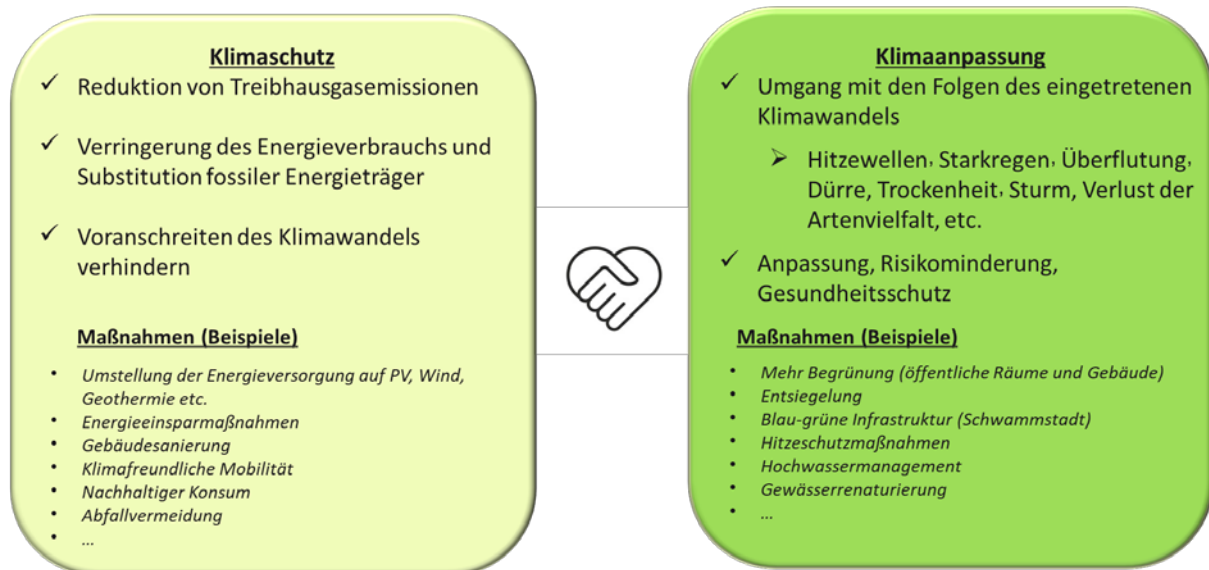 Klimaschutz
✓ Reduktion von Treibhausgasemissionen
✓ Verringerung des Energieverbrauchs und
Substitution fossiler Energieträger
✓ Voranschreiten des Klimawandels
verhindern
Maßnahmen (Beispiele)
• Umstellung der Energieversorgung auf PV, Wind,
Geothermie etc.
• Energieeinsparmaßnahmen
• Gebäudesanierung
• Klimafreundliche Mobilität
• Nachhaltiger Konsum
• Abfallvermeidung
• ...
Klimaanpassung
✓ Umgang mit den Folgen des eingetretenen
Klimawandels
➢ Hitzewellen, Starkregen, Überflutung,
Dürre, Trockenheit, Sturm, Verlust der
Artenvielfalt, etc.
✓ Anpassung, Risikominderung,
Gesundheitsschutz
Maßnahmen (Beispiele)
• Mehr Begrünung (öffentliche Räume und Gebäude)
• Entsiegelung
• Blau-grüne Infrastruktur (Schwammstadt)
• Hitzeschutzmaßnahmen
• Hochwassermanagement
• Gewässerrenaturierung
• ...